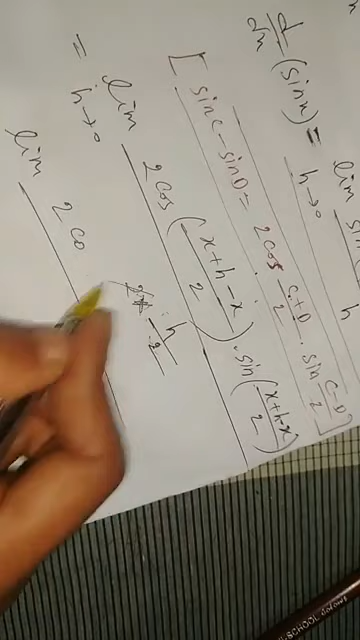 d/dx (sin x) = lim h→0 sin h
[ sin C - sin D = 2 cos C+D/2 . sin C-D/2 ]
= lim h→0 2 cos (x+h-x/2) . sin (x+h-x/2)
h/2
lim 2 co
SCHOOL